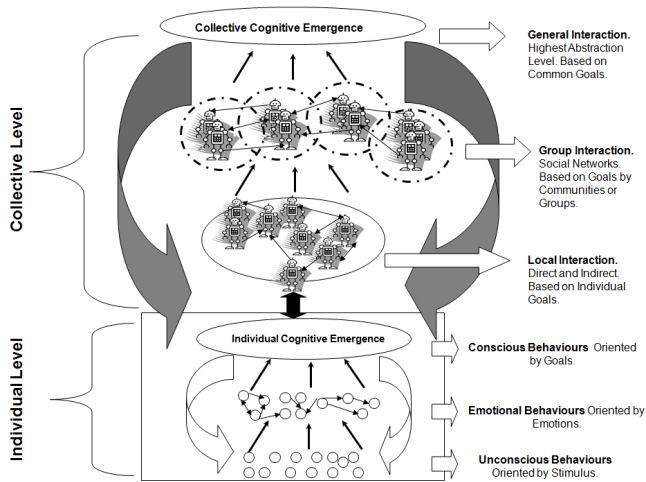 Collective Cognitive Emergence
General Interaction.
Highest Abstraction
Level. Based on
Common Goals.
Collective Level
Group Interaction.
Social Networks.
Based on Goals by
Communities or
Groups.
Local Interaction.
Direct and Indirect.
Based on Individual
Goals.
Individual Level
Individual Cognitive Emergence
Conscious Behaviours Oriented
by Goals.
Emotional Behaviours Oriented by
Emotions.
Unconscious Behaviours
Oriented by Stimulus.